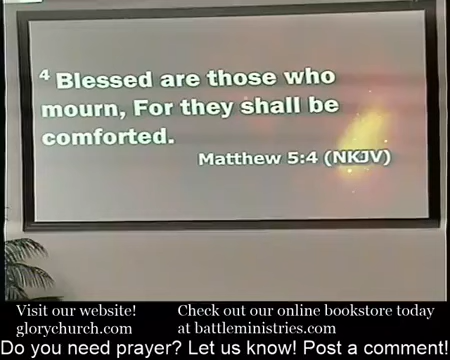 4 Blessed are those who
mourn, For they shall be
comforted.
Matthew 5:4 (NKJV)
Visit our website!
glorychurch.com
Check out our online bookstore today
at battleministries.com
Do you need prayer? Let us know! Post a comment!